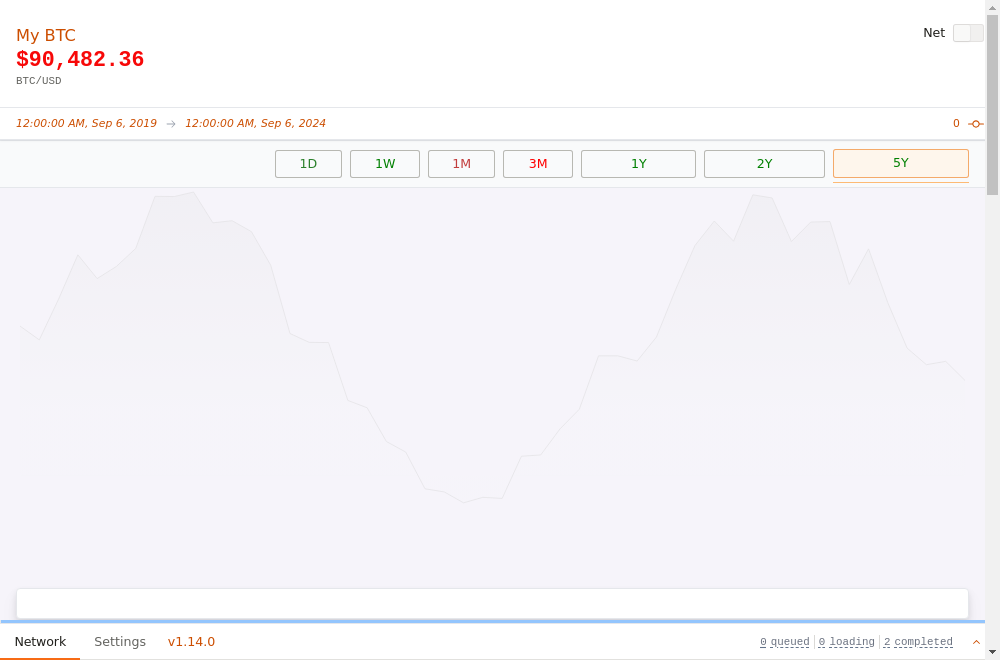 My BTC
Net
$90,482.36
BTC/USD
12:00:00 AM, Sep 6, 2019 → 12:00:00 AM, Sep 6, 2024
0
1D 1W 1M 3M 1Y 2Y 5Y
Network Settings v1.14.0 0 queued 0 loading 2 completed